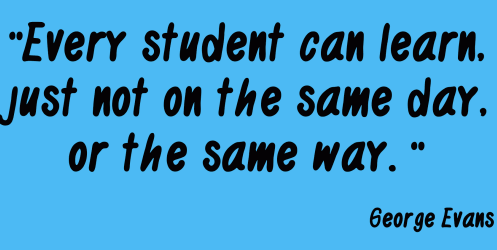 "Every student can learn,
just not on the same day,
or the same way. "
George Evans